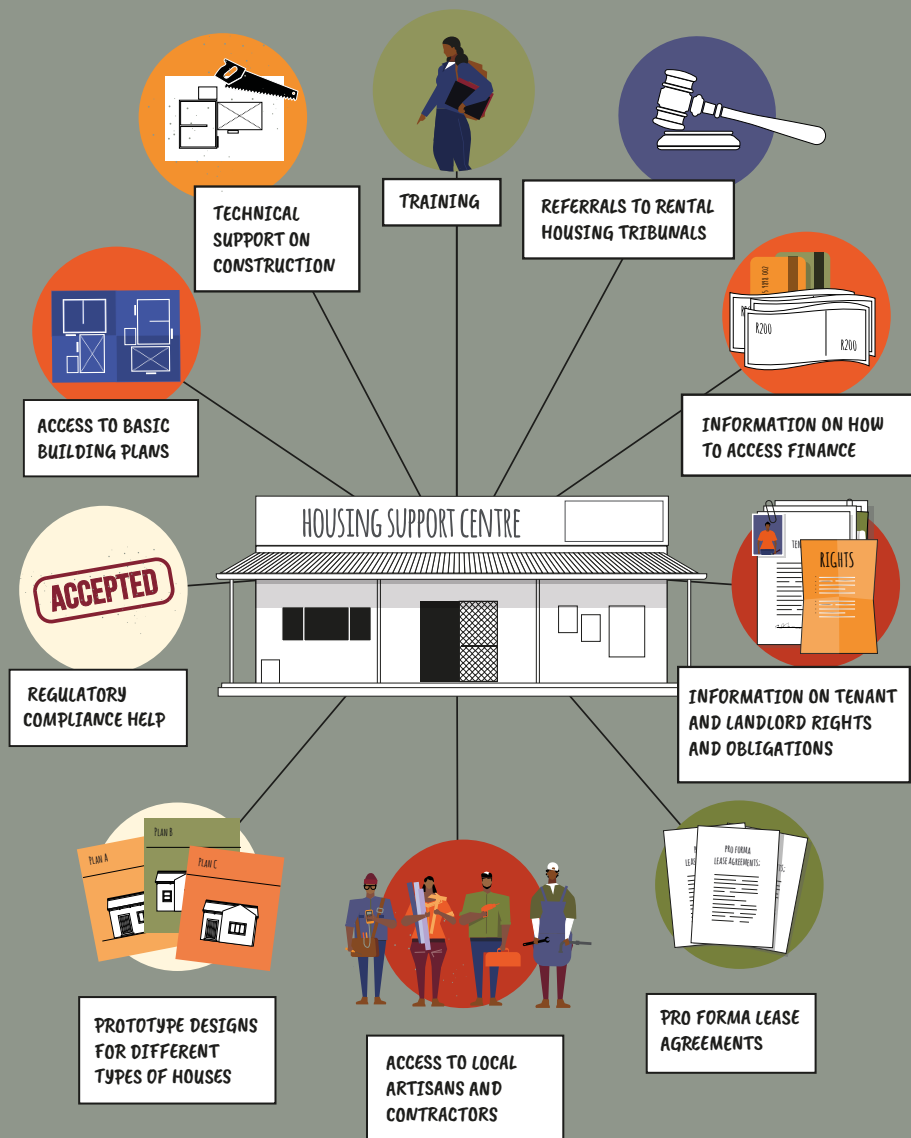 TRAINING
TECHNICAL
SUPPORT ON
CONSTRUCTION
REFERRALS TO RENTAL
HOUSING TRIBUNALS
ACCESS TO BASIC
BUILDING PLANS
002
R200
R200
INFORMATION ON HOW
TO ACCESS FINANCE
HOUSING SUPPORT CENTRE
ACCEPTED
REGULATORY
COMPLIANCE HELP
RIGHTS
INFORMATION ON TENANT
AND LANDLORD RIGHTS
AND OBLIGATIONS
PLAN A
PLAN B
PLAN C
PROTOTYPE DESIGNS
FOR DIFFERENT
TYPES OF HOUSES
ACCESS TO LOCAL
ARTISANS AND
CONTRACTORS
PRO FORMA
LEASE AGREEMENTS:
PRO FORMA LEASE
AGREEMENTS